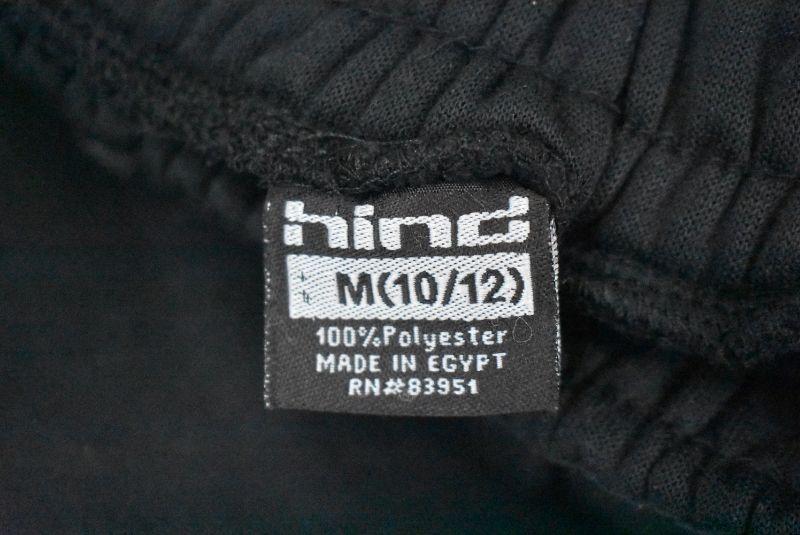 hind
M(10/12)
100%Polyester
MADE IN EGYPT
RN#83951